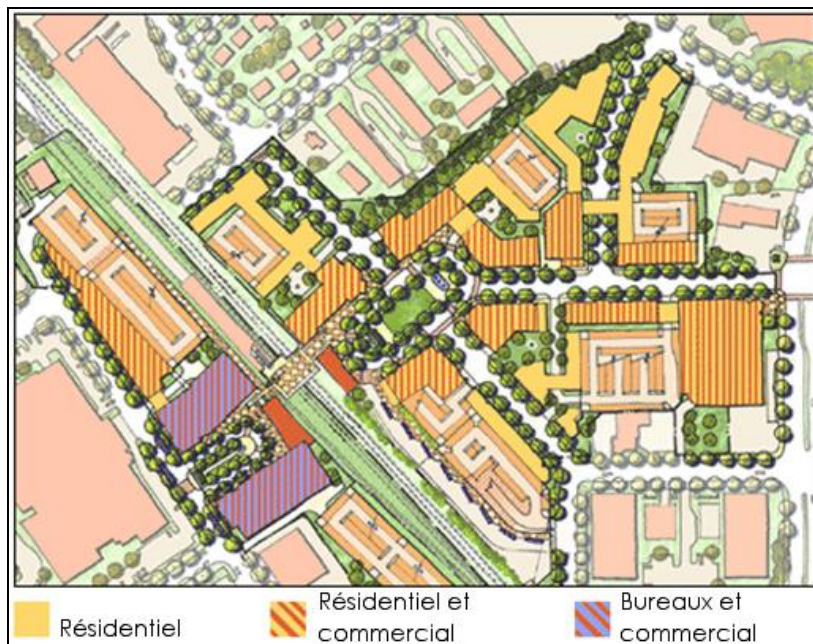 Résidentiel
Résidentiel et
commercial
Bureaux et
commercial